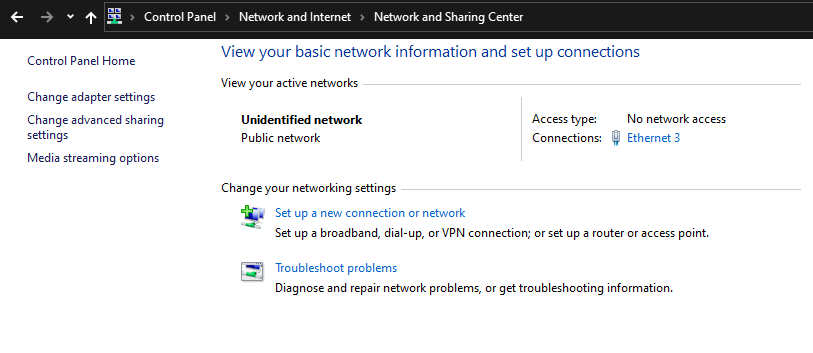 Control Panel > Network and Internet > Network and Sharing Center
Control Panel Home
Change adapter settings
Change advanced sharing
settings
Media streaming options
View your basic network information and set up connections
View your active networks
Unidentified network
Public network
Access type: No network access
Connections: Ethernet 3
Change your networking settings
Set up a new connection or network
Set up a broadband, dial-up, or VPN connection; or set up a router or access point.
Troubleshoot problems
Diagnose and repair network problems, or get troubleshooting information.